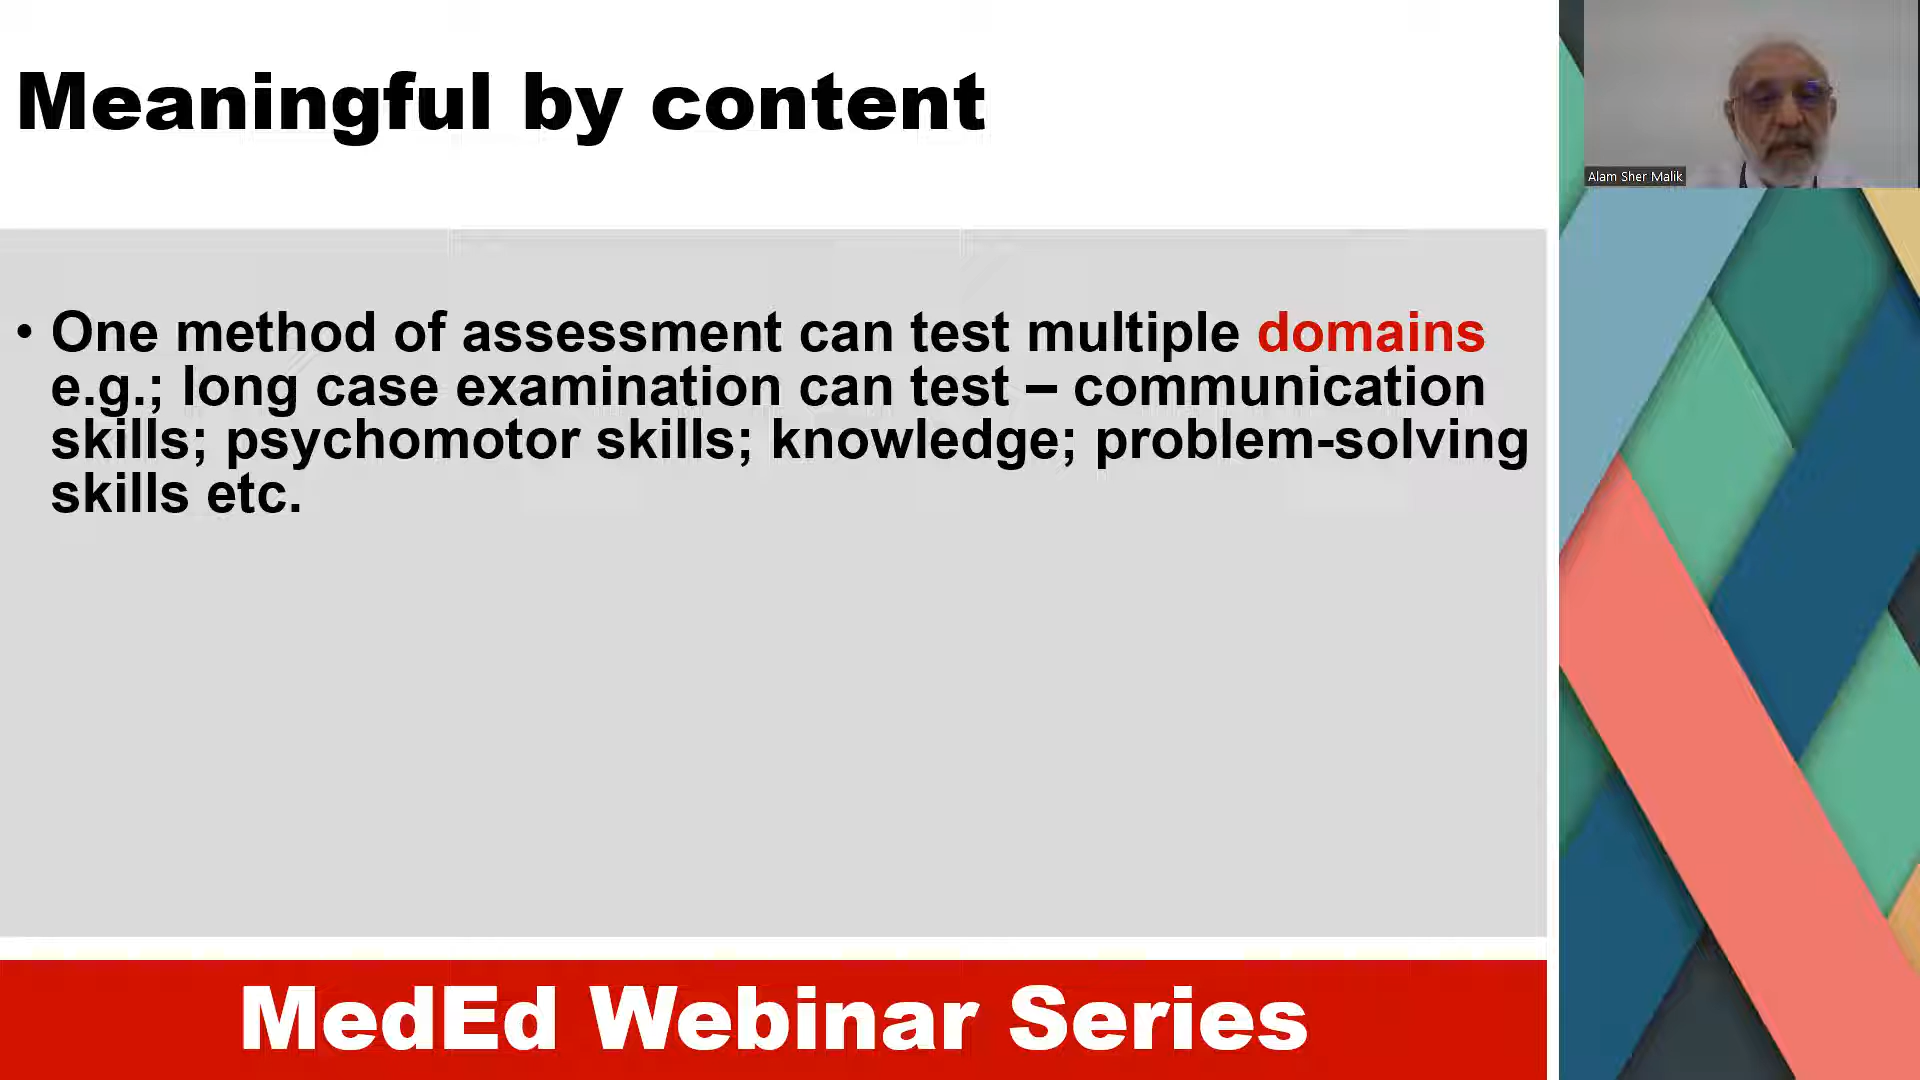 Meaningful by content
Alam Sher Malik
• One method of assessment can test multiple domains
e.g.; long case examination can test – communication
skills; psychomotor skills; knowledge; problem-solving
skills etc.
MedEd Webinar Series